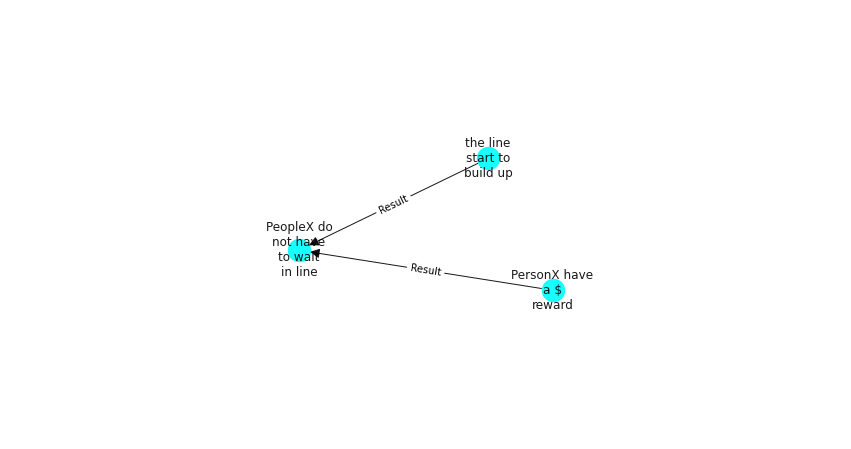 the line
start to
build up
Result
PeopleX do
not have
to wait
in line
Result
PersonX have
a $
reward